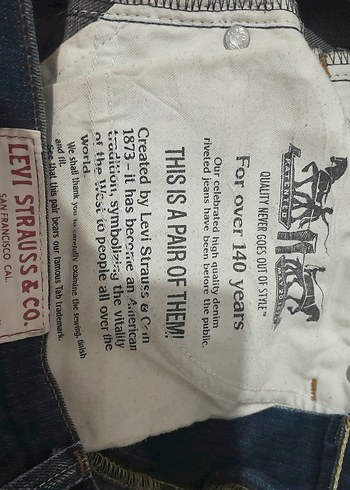 QUALITY NEVER GOES OUT OF STYLE™
For over 140 years
Our celebrated high quality denim
riveted jeans have been before the public.
THIS IS A PAIR OF THEM!
Created by Levi Strauss & C in
1873– it has become an American
tradition, symbolizing the vitality
of the West to people all over the
world.
We shall thank you to carefully examine the sewing, finish
and fit.
See that this pair bears our famous Tab trademark.
LEVI STRAUSS & CO.
SAN FRANCISCO CAL.